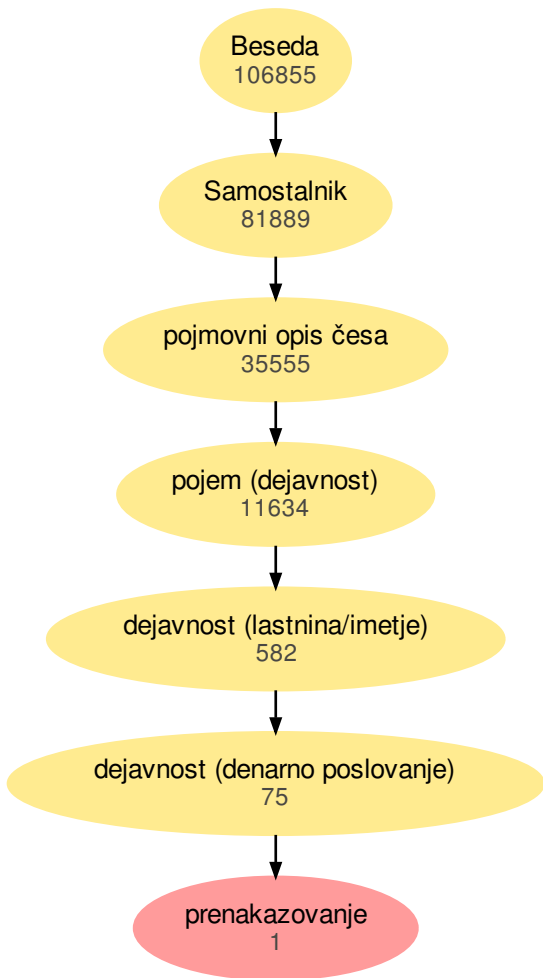 Beseda
106855
Samostalnik
81889
pojmovni opis česa
35555
pojem (dejavnost)
11634
dejavnost (lastnina/imetje)
582
dejavnost (denarno poslovanje)
75
prenakazovanje
1